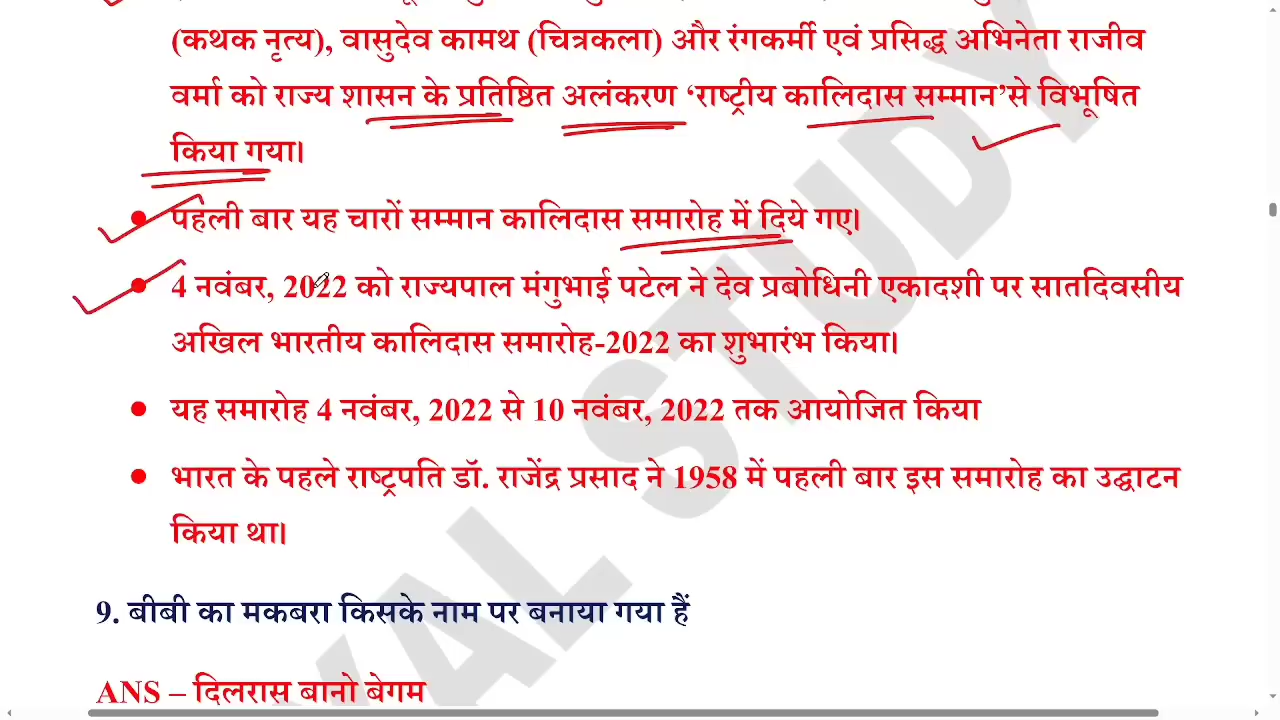 (कथक नृत्य), वासुदेव कामथ (चित्रकला) और रंगकर्मी एवं प्रसिद्ध अभिनेता राजीव
वर्मा को राज्य शासन के प्रतिष्ठित अलंकरण ‘राष्ट्रीय कालिदास सम्मान’से विभूषित
किया गया।
• पहली बार यह चारों सम्मान कालिदास समारोह में दिये गए।
• 4 नवंबर, 2022 को राज्यपाल मंगुभाई पटेल ने देव प्रबोधिनी एकादशी पर सातदिवसीय
अखिल भारतीय कालिदास समारोह-2022 का शुभारंभ किया।
• यह समारोह 4 नवंबर, 2022 से 10 नवंबर, 2022 तक आयोजित किया
• भारत के पहले राष्ट्रपति डॉ. राजेंद्र प्रसाद ने 1958 में पहली बार इस समारोह का उद्घाटन
किया था।
9. बीबी का मकबरा किसके नाम पर बनाया गया हैं
ANS – दिलरास बानो बेगम
YAL STUDY